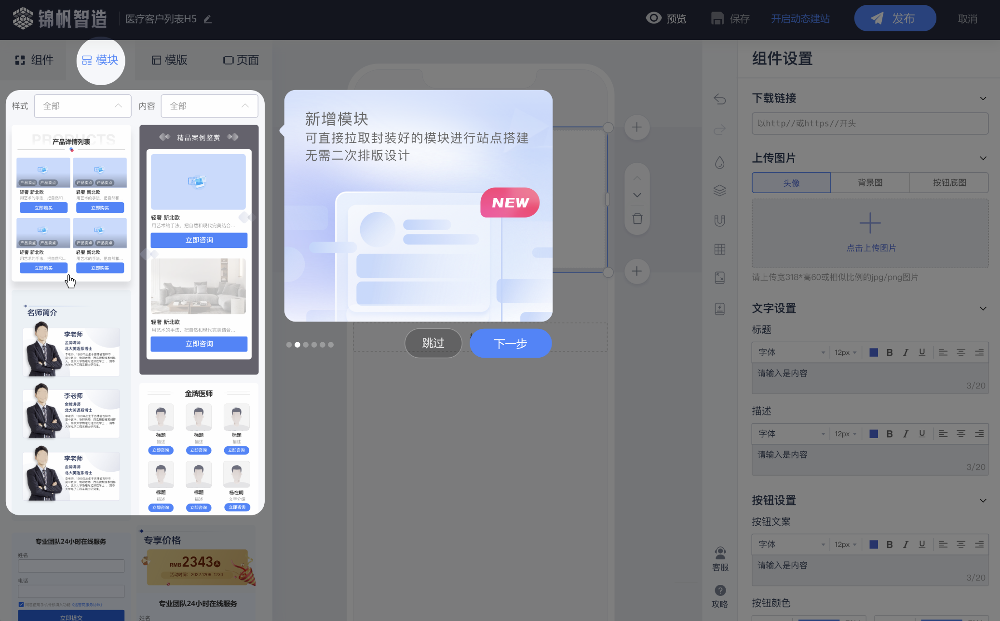 锦帆智造
医疗客户列表H5
预览
保存
开启动态建站
发布
取消
组件
模块
模版
页面
样式
全部
内容
全部
PRODUCTS
产品详情列表
产品卖点 产品卖点
产品卖点 产品卖点
轻奢 新北欧
轻奢 新北欧
用艺术的手法，把自然和...
用艺术的手法，把自然和...
立即购买
立即购买
产品卖点 产品卖点
产品卖点 产品卖点
轻奢 新北欧
轻奢 新北欧
用艺术的手法，把自然和...
用艺术的手法，把自然和...
立即购买
立即购买
精品案例鉴赏
轻奢 新北欧
用艺术的手法，把自然和现代完美结合...
立即咨询
轻奢 新北欧
用艺术的手法，把自然和现代完美结合...
立即咨询
名师简介
李老师
金牌讲师
北大英语系博士
李老师
金牌讲师
北大英语系博士
李老师
金牌讲师
北大英语系博士
金牌医师
标题
标题
标题
描述
描述
描述
立即咨询
立即咨询
立即咨询
标题
标题
杨在明
描述
描述
文字介绍
立即咨询
立即咨询
立即咨询
专业团队24小时在线服务
姓名
电话
同意使用手机号预填入功能《运营商服务协议》
立即提交
专享价格
RMB 2343
活动时间：2022.1209-1230
专业团队24小时在线服务
姓名
新增模块
可直接拉取封装好的模块进行站点搭建
无需二次排版设计
NEW
跳过
下一步
客服
攻略
组件设置
下载链接
以http//或https//开头
上传图片
头像
背景图
按钮底图
点击上传图片
请上传宽318*高60或相似比例的jpg/png图片
文字设置
标题
字体
12px
B I U
请输入是内容
3/20
描述
字体
12px
B I U
请输入是内容
3/20
按钮设置
按钮文案
字体
12px
B I U
请输入是内容
3/20
按钮颜色